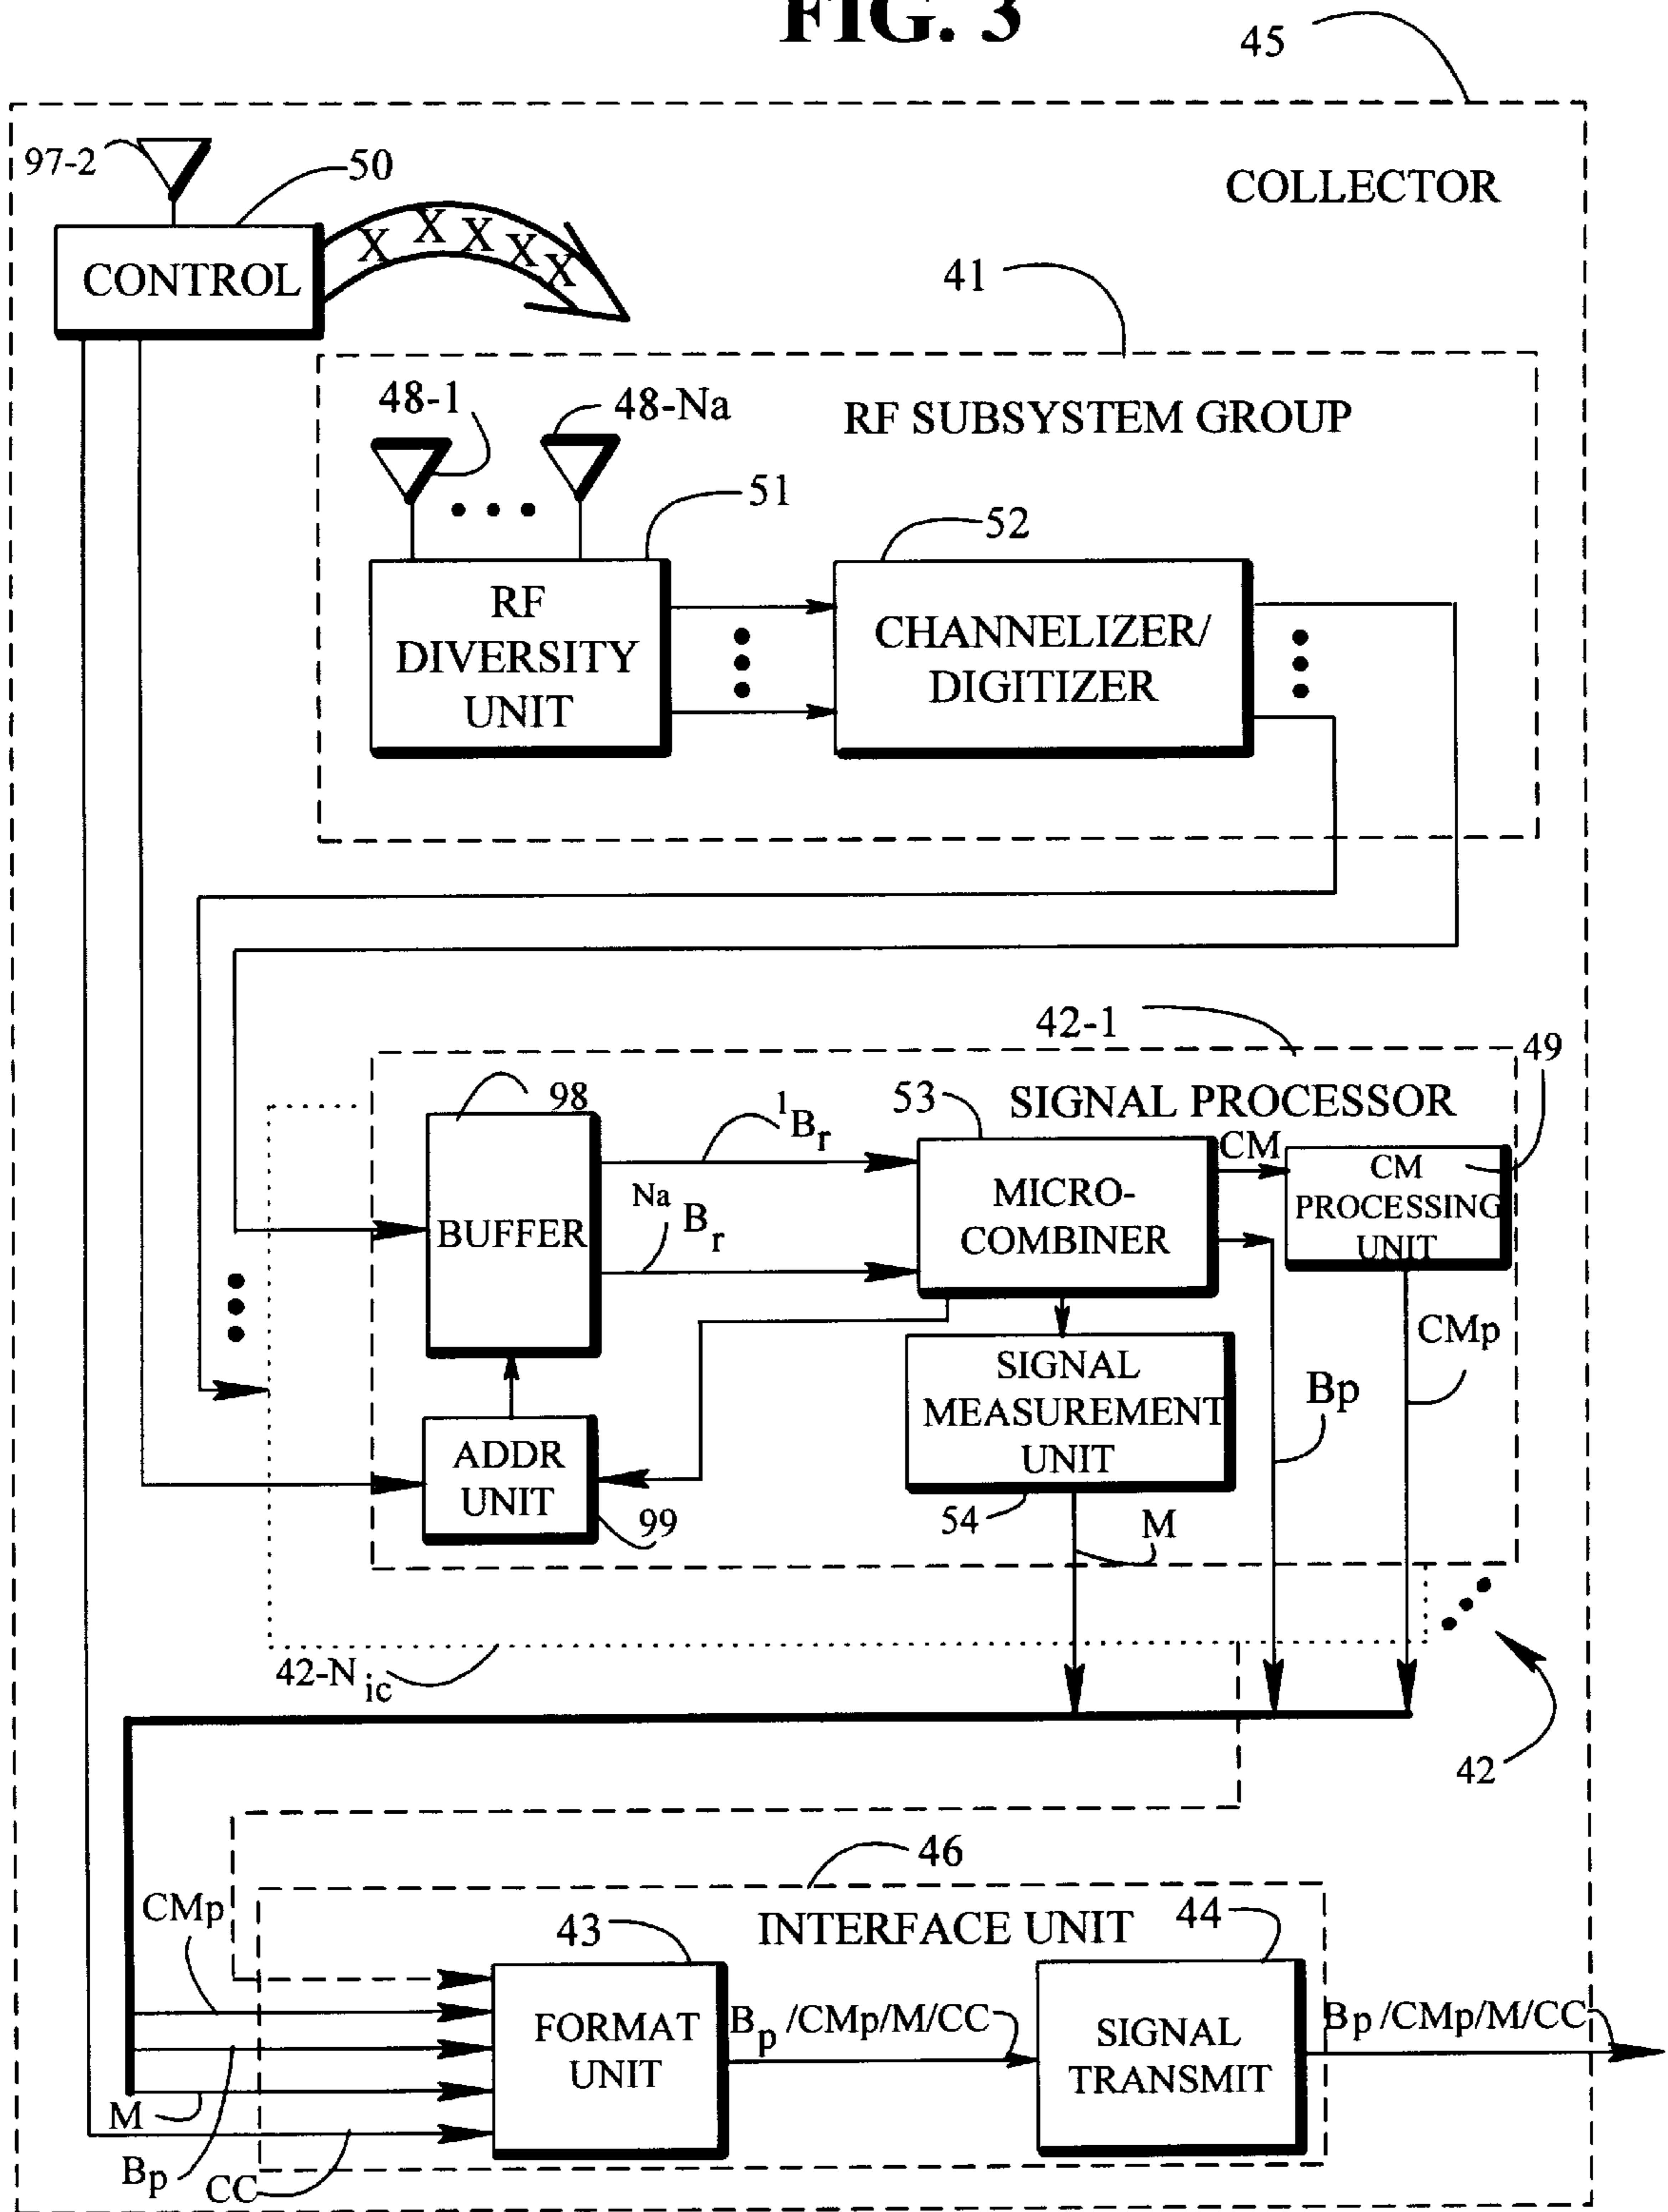 FIG. 3
45
97-2
50
COLLECTOR
CONTROL
X X X X X
41
48-1
48-Na
RF SUBSYSTEM GROUP
51
52
RF
DIVERSITY
UNIT
CHANNELIZER/
DIGITIZER
42-1
49
98
1Br
53
SIGNAL PROCESSOR
CM
CM
PROCESSING
UNIT
BUFFER
NaBr
MICRO-
COMBINER
CMp
SIGNAL
MEASUREMENT
UNIT
Bp
ADDR
UNIT
99
54
M
42-Nic
42
46
CMp
43
INTERFACE UNIT
44
FORMAT
UNIT
Bp/CMp/M/CC
SIGNAL
TRANSMIT
Bp/CMp/M/CC
M
Bp
CC